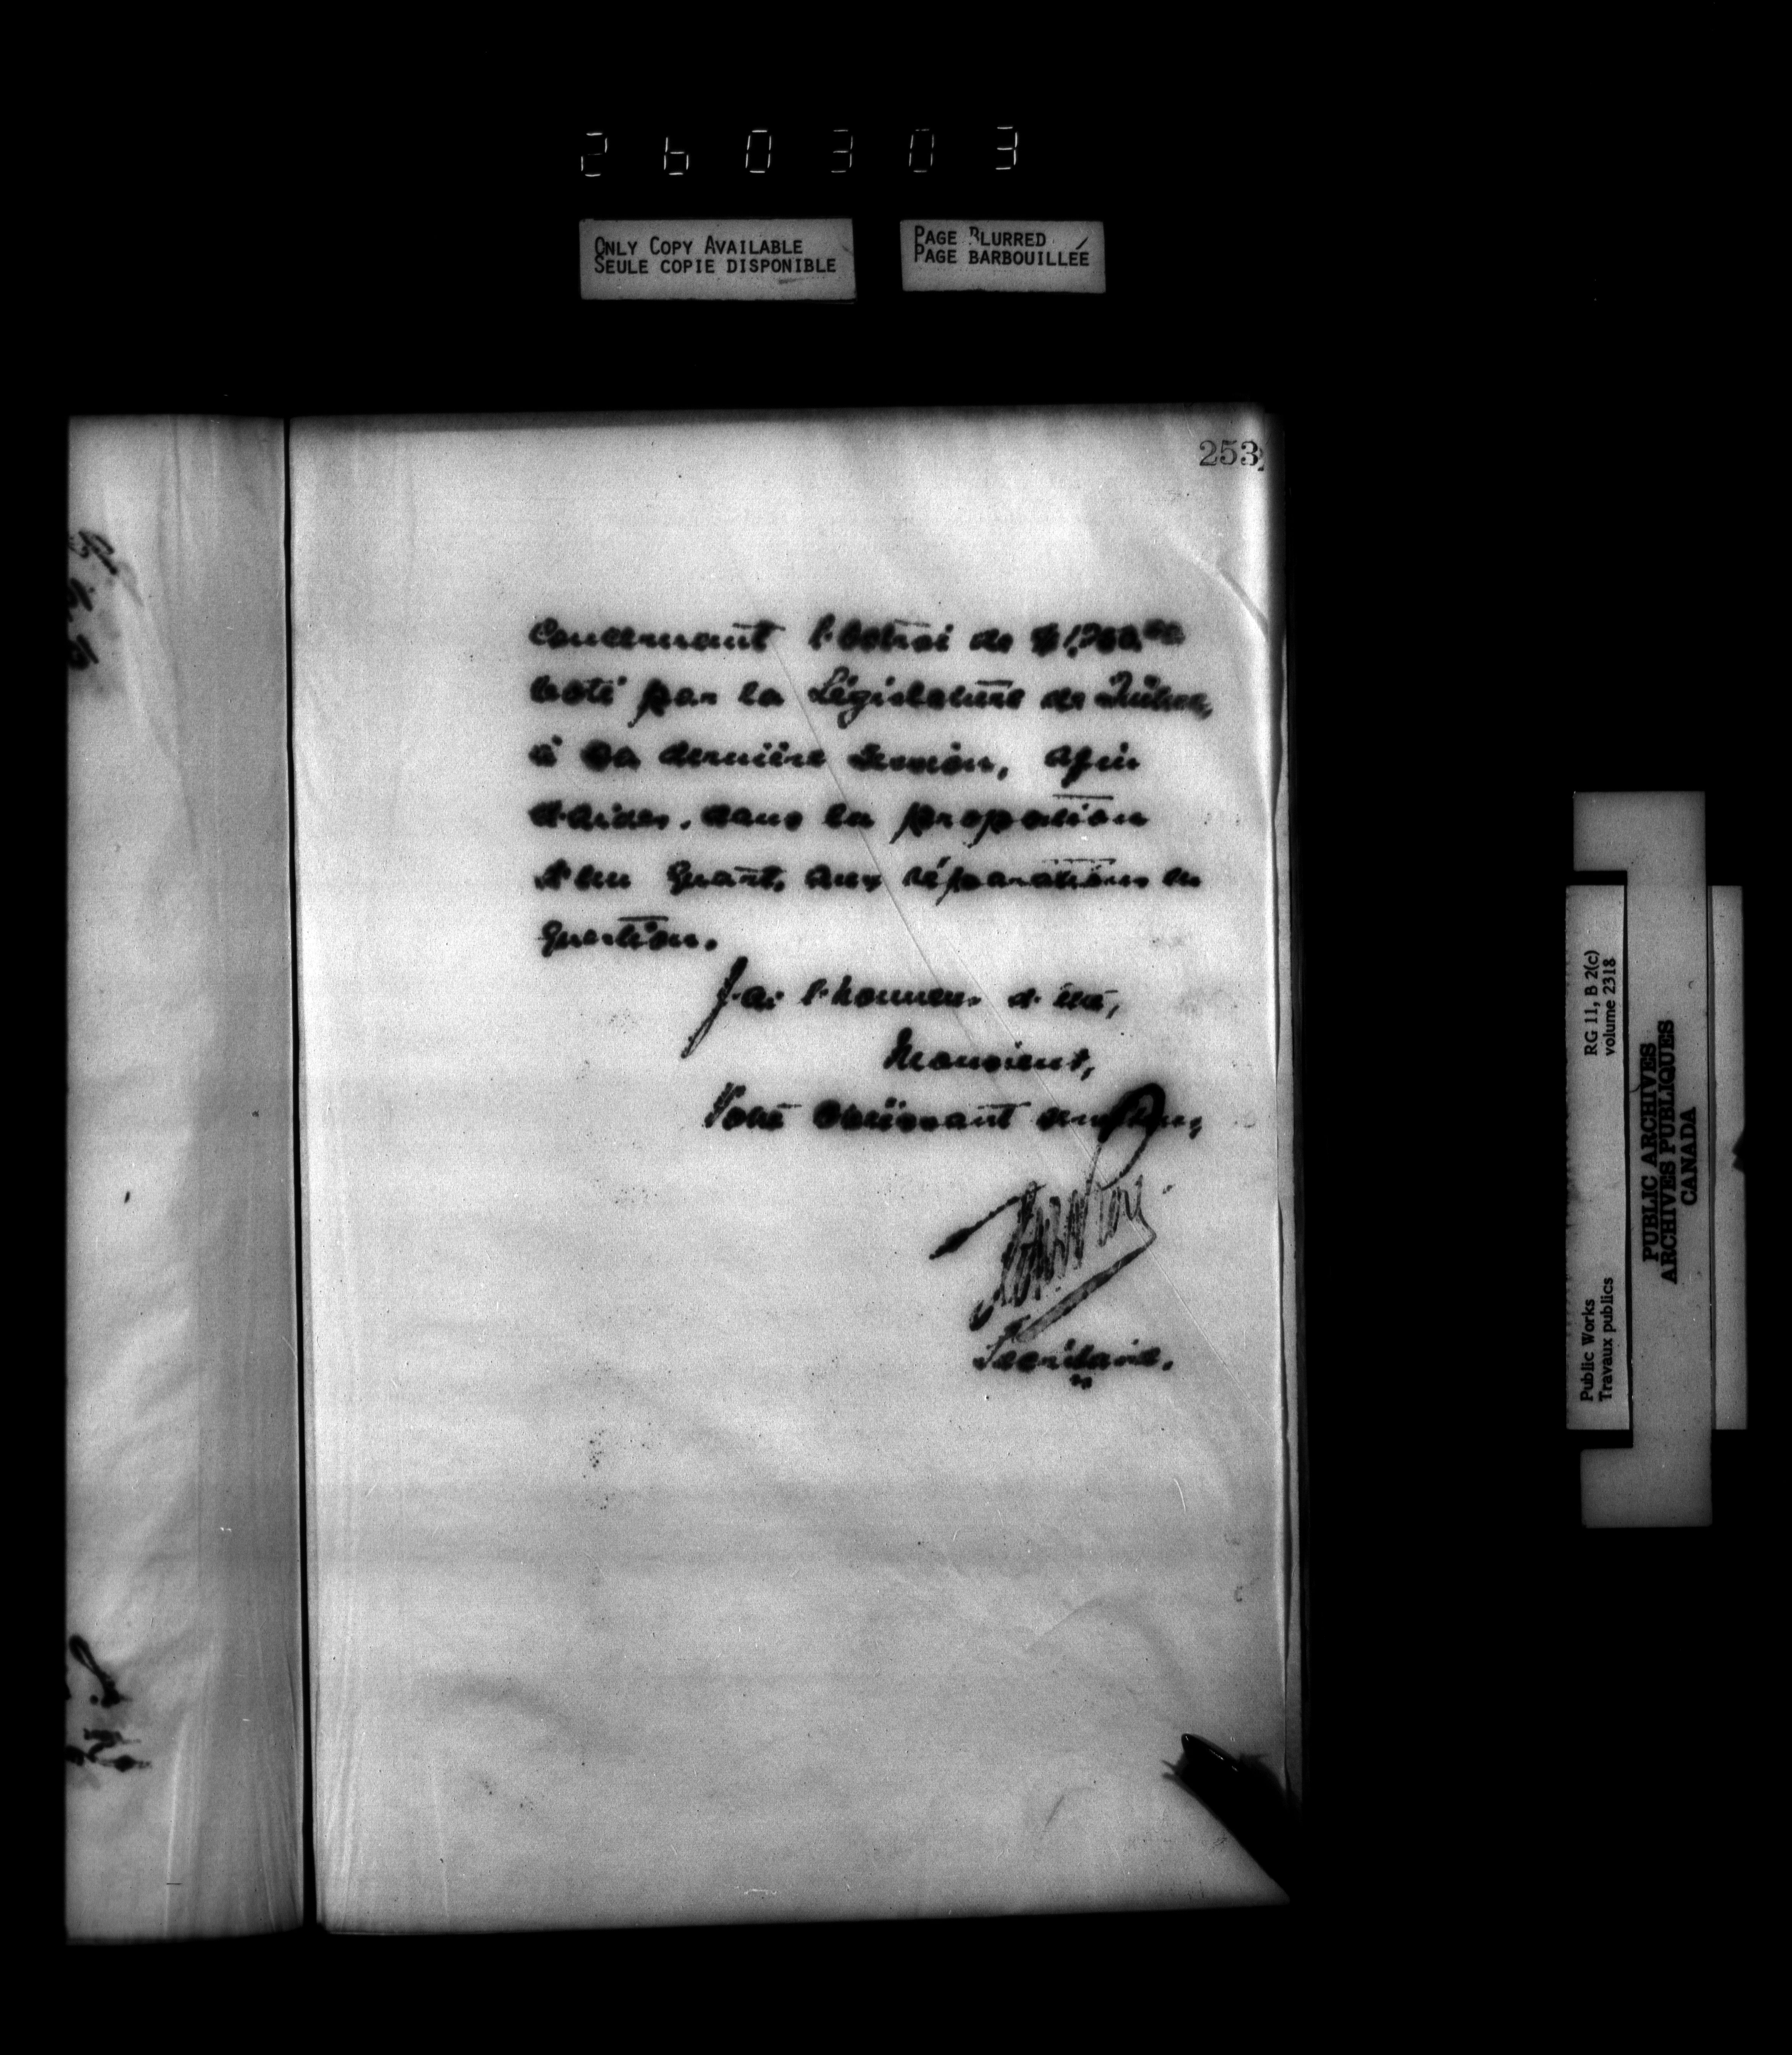 260303
ONLY COPY AVAILABLE
SEULE COPIE DISPONIBLE
PAGE BLURRED
PAGE BARBOUILLÉE
253
Concernant l'octroi de
voté par la Législature de Québec,
à sa dernière Session, afin
d'aider, dans la proportion
d'un quart, aux réparations en
question.
J'ai l'honneur d'être,
Monsieur,
Votre obéissant serviteur,
Secrétaire.
Public Works
Travaux publics
RG 11, B 2(c)
volume 2318
PUBLIC ARCHIVES
ARCHIVES PUBLIQUES
CANADA